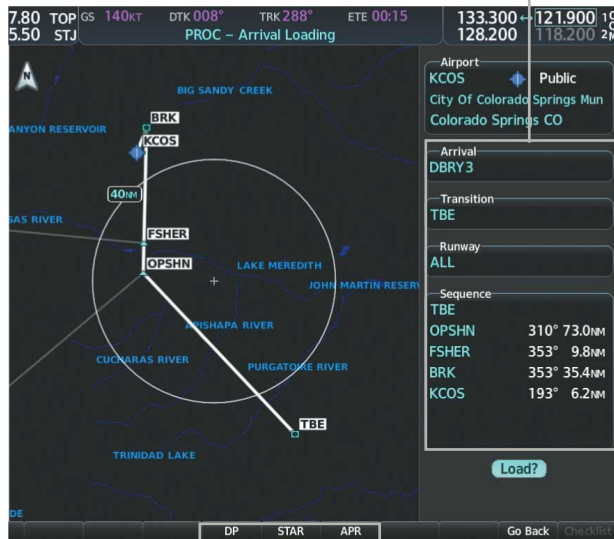 7.80 TOP GS 140KT DTK 008° TRK 288° ETE 00:15 133.300 ↔ 121.900
5.50 STJ PROC – Arrival Loading 128.200 118.200
N
BIG SANDY CREEK
BRK
ANYON RESERVOIR
KCOS
40NM
SAS RIVER
FSHER
OPSHN
LAKE MEREDITH
JOHN MARTIN RESERV
APISHAPA RIVER
CUCHARAS RIVER
PURGATOIRE RIVER
TBE
TRINIDAD LAKE
DE
Airport
KCOS Public
City Of Colorado Springs Mun
Colorado Springs CO
Arrival
DBRY3
Transition
TBE
Runway
ALL
Sequence
TBE
OPSHN 310° 73.0NM
FSHER 353° 9.8NM
BRK 353° 35.4NM
KCOS 193° 6.2NM
Load?
DP STAR APR Go Back Checklist